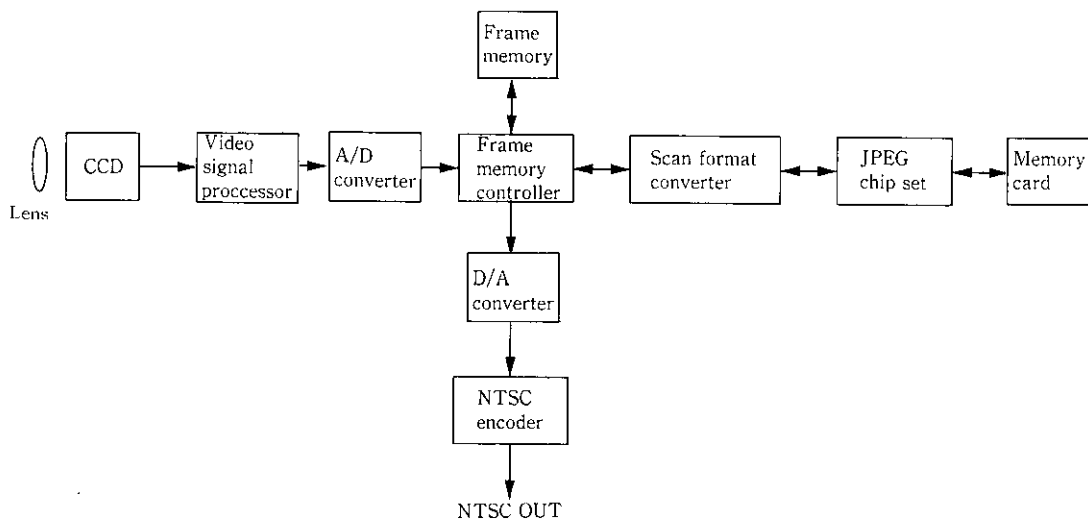 Frame
memory
CCD
Video
signal
proccessor
A/D
converter
Frame
memory
controller
Scan format
converter
JPEG
chip set
Memory
card
Lens
D/A
converter
NTSC
encoder
NTSC OUT